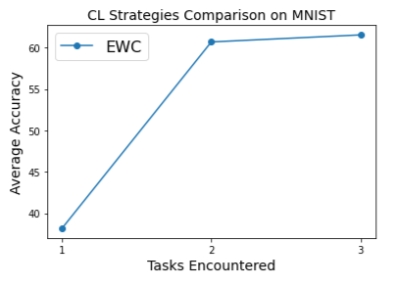 CL Strategies Comparison on MNIST
EWC
60
55
50
45
40
Average Accuracy
1 2 3
Tasks Encountered